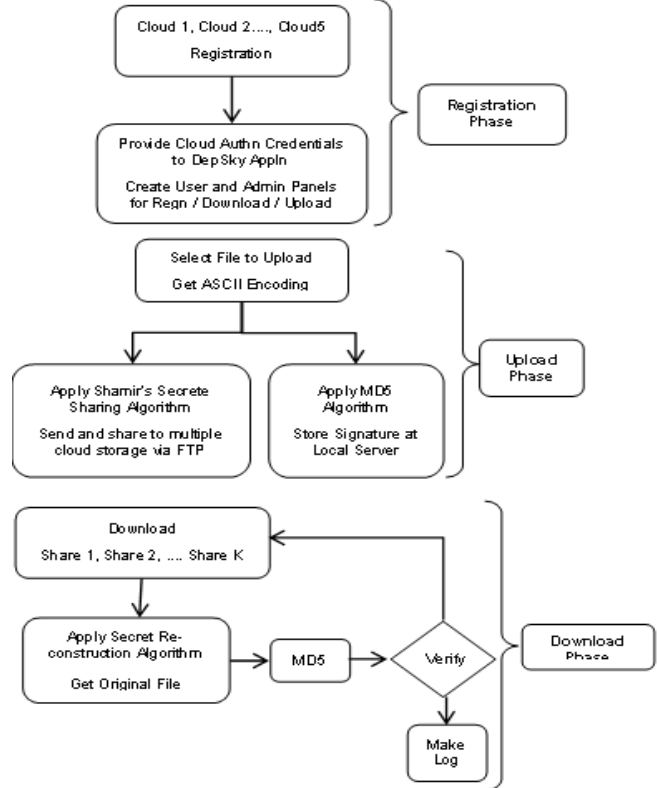 Cloud 1, Cloud 2...., Cloud5
Registration
Registration
Phase
Provide Cloud Authn Credentials
to DepSky Appln
Create User and Admin Panels
for Regn / Download / Upload
Select File to Upload
Get ASCII Encoding
Upload
Phase
Apply Shamir's Secrete
Sharing Algorithm
Send and share to multiple
cloud storage via FTP
Apply MD5
Algorithm
Store Signature at
Local Server
Download
Share 1, Share 2, .... Share K
Apply Secret Re-
construction Algorithm
Get Original File
MD5
Verify
Download
Phase
Make
Log